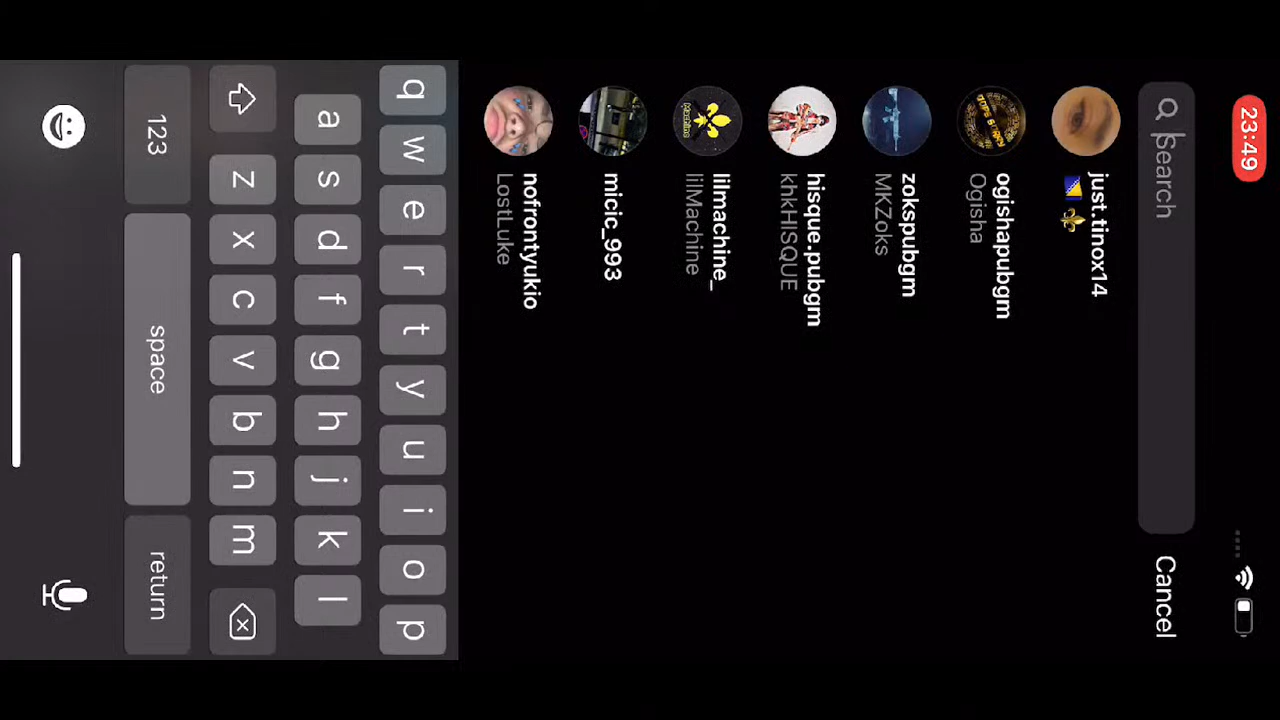 23:49
Search
Cancel
just.tinox14
ogishapubgm
Ogisha
zokspubgm
MKZoks
hisque.pubgm
khkHISQUE
lilmachine_
lilMachine
micic_993
nofrontyukio
LostLuke
q w e r t y u i o p
a s d f g h j k l
z x c v b n m
123
space
return